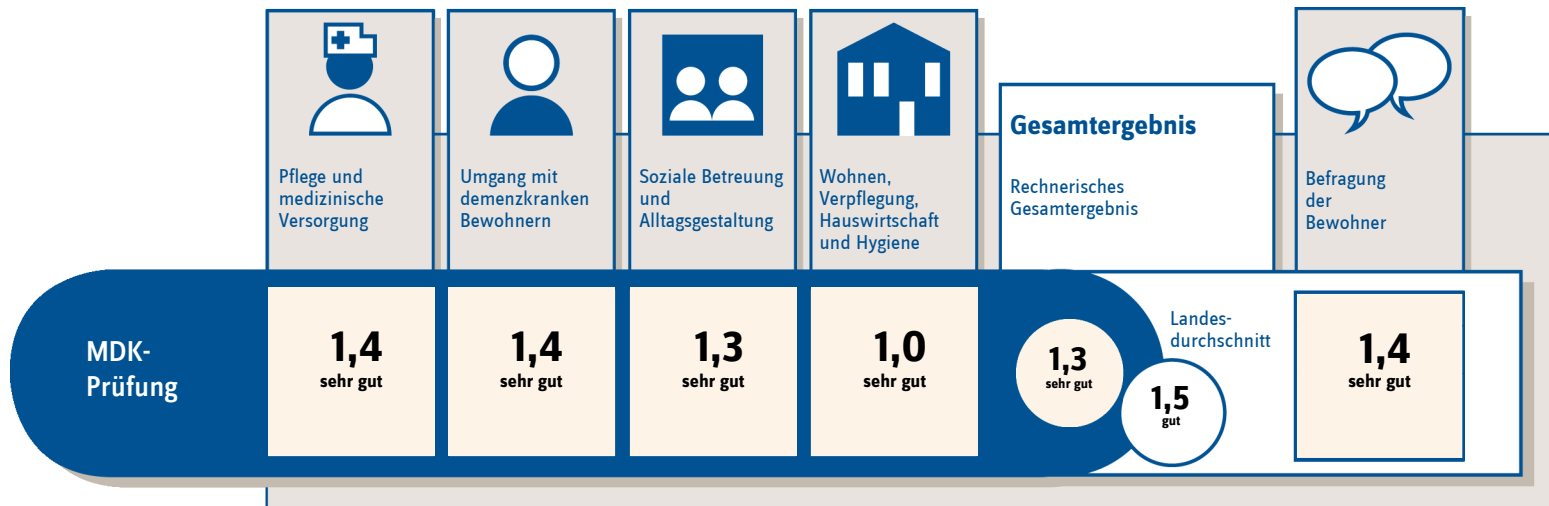 Pflege und
medizinische
Versorgung
Umgang mit
demenzkranken
Bewohnern
Soziale Betreuung
und
Alltagsgestaltung
Wohnen,
Verpflegung,
Hauswirtschaft
und Hygiene
Gesamtergebnis
Rechnerisches
Gesamtergebnis
Befragung
der
Bewohner
MDK-
Prüfung
1,4
sehr gut
1,4
sehr gut
1,3
sehr gut
1,0
sehr gut
1,3
sehr gut
Landes-
durchschnitt
1,5
gut
1,4
sehr gut